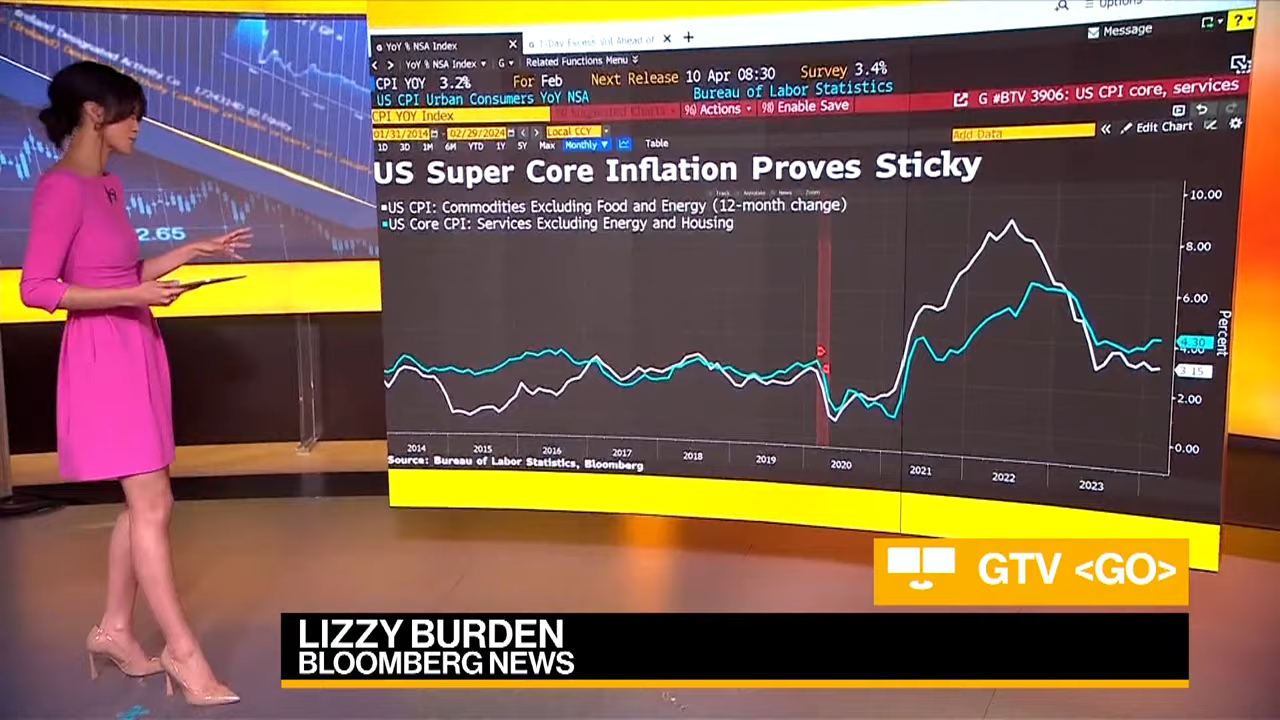 YoY % NSA Index
Options
Message
YoY % NSA Index
G
Related Functions Menu
CPI YOY 3.2% For Feb Next Release 10 Apr 08:30 Survey 3.4%
US CPI Urban Consumers YoY NSA Bureau of Labor Statistics
CPI YOY Index
96) Actions
98) Enable Save
G #BTV 3906: US CPI core, services
01/31/2014 - 02/29/2024
Local CCY
Add Data
Edit Chart
1D 3D 1M 6M YTD 1Y 5Y Max Monthly Table
US Super Core Inflation Proves Sticky
Track Annotate News Zoom
US CPI: Commodities Excluding Food and Energy (12-month change)
US Core CPI: Services Excluding Energy and Housing
10.00
8.00
6.00
4.30
4.00
3.15
2.00
0.00
Percent
2014 2015 2016 2017 2018 2019 2020 2021 2022 2023
Source: Bureau of Labor Statistics, Bloomberg
2.65
GTV <GO>
LIZZY BURDEN
BLOOMBERG NEWS